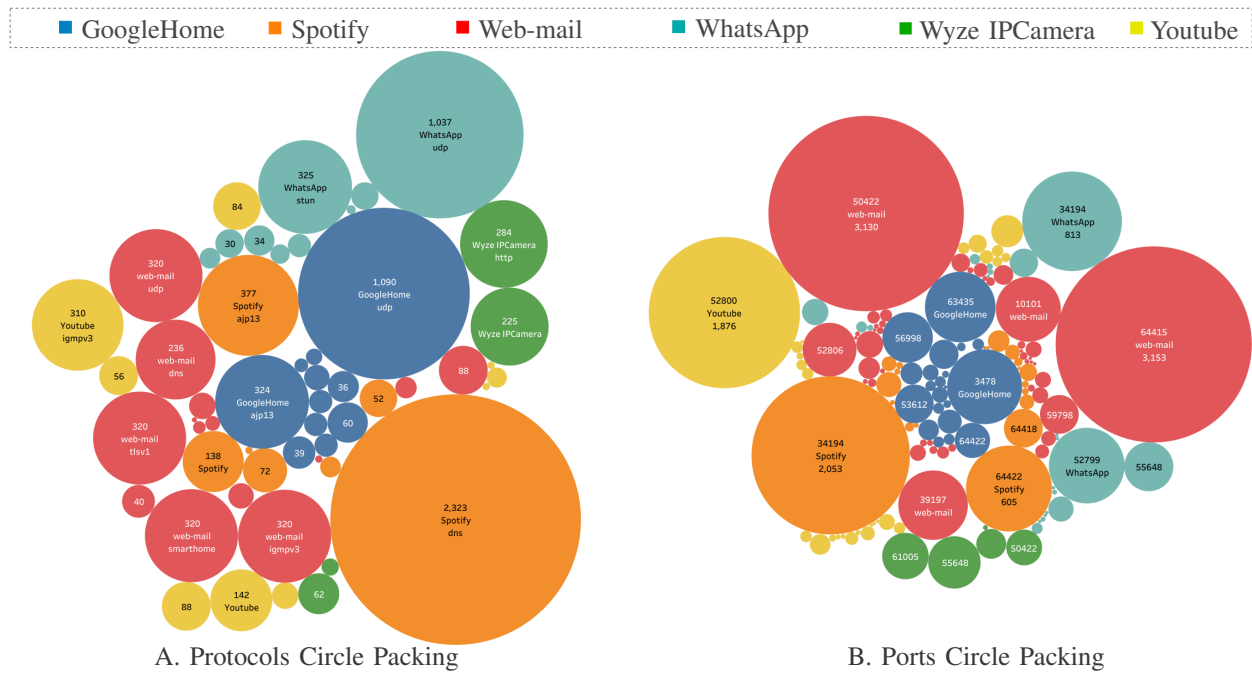 GoogleHome Spotify Web-mail WhatsApp Wyze IPCamera Youtube
1,037
WhatsApp
udp
325
WhatsApp
stun
84
30
34
284
Wyze IPCamera
http
320
web-mail
udp
1,090
GoogleHome
udp
377
Spotify
ajp13
310
Youtube
igmpv3
225
Wyze IPCamera
236
web-mail
dns
56
88
324
GoogleHome
ajp13
36
52
60
320
web-mail
tlsv1
39
138
Spotify
72
40
2,323
Spotify
dns
320
web-mail
smarthome
320
web-mail
igmpv3
88
142
Youtube
62
A. Protocols Circle Packing
50422
web-mail
3,130
34194
WhatsApp
813
52800
Youtube
1,876
63435
GoogleHome
10101
web-mail
64415
web-mail
3,153
52806
56998
3478
GoogleHome
53612
59798
64418
64422
34194
Spotify
2,053
52799
WhatsApp
55648
64422
Spotify
605
39197
web-mail
61005
55648
50422
B. Ports Circle Packing